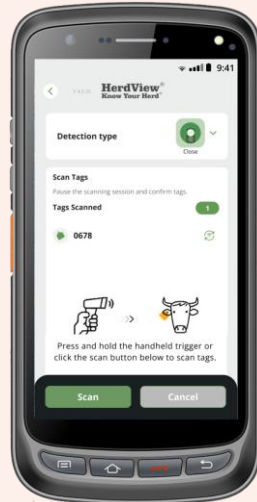 9:41
HerdView®
Know Your Herd®
Detection type
Close
Scan Tags
Pause the scanning session and confirm tags.
Tags Scanned
1
0678
Press and hold the handheld trigger or
click the scan button below to scan tags.
Scan
Cancel